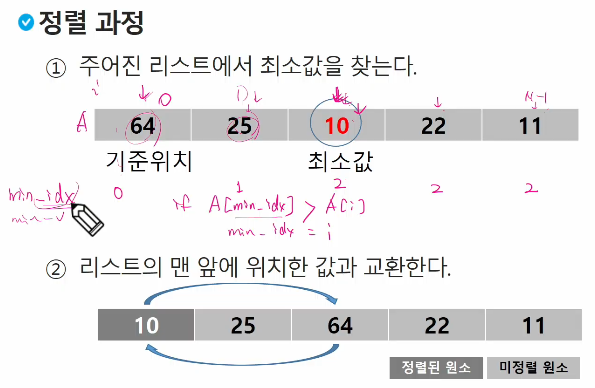 정렬 과정
① 주어진 리스트에서 최소값을 찾는다.
i 0 1 N-1
A 64 25 10 22 11
기준위치 최소값
min_idx 0 1 2 2 2
min-v if A[min_idx] > A[i]
min_idx = i
② 리스트의 맨 앞에 위치한 값과 교환한다.
10 25 64 22 11
정렬된 원소 미정렬 원소